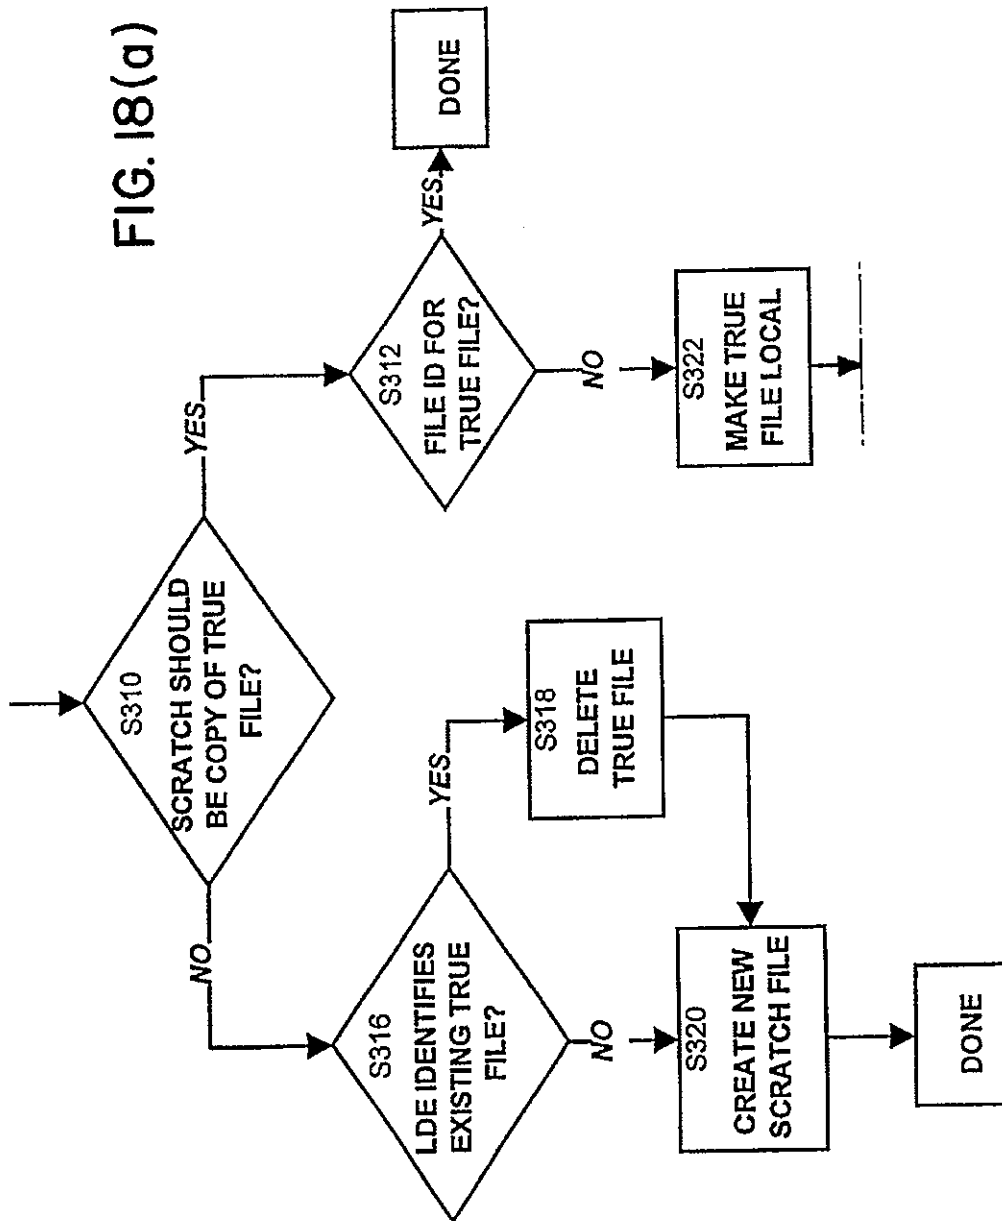 FIG. 18(a)
S310
SCRATCH SHOULD
BE COPY OF TRUE
FILE?
NO
YES
S316
LDE IDENTIFIES
EXISTING TRUE
FILE?
YES
NO
S318
DELETE
TRUE FILE
S320
CREATE NEW
SCRATCH FILE
DONE
S312
FILE ID FOR
TRUE FILE?
YES
DONE
NO
S322
MAKE TRUE
FILE LOCAL